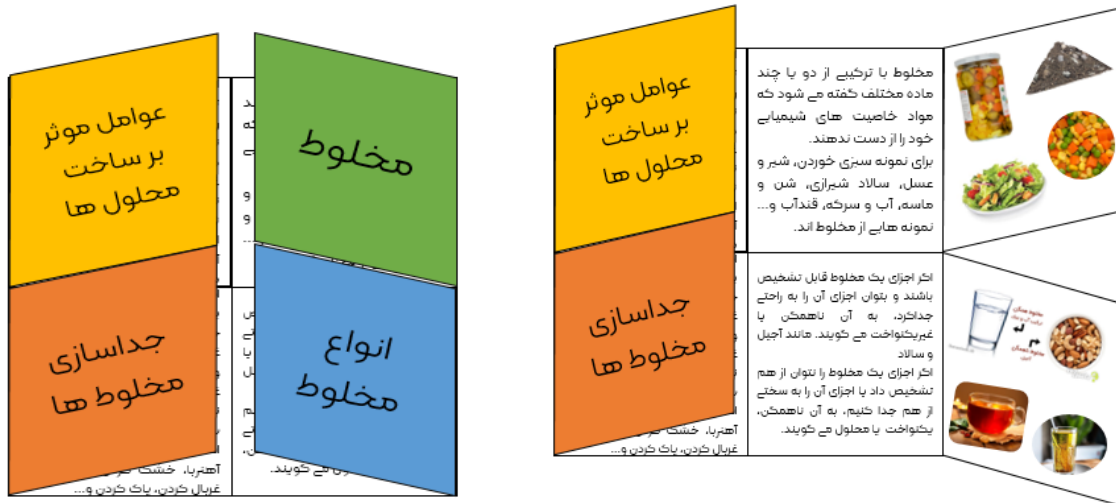 مخلوط
انواع
مخلوط
عوامل موثر
بر ساخت
محلول ها
جداسازی
مخلوط ها
گویند.
آهنربا، خشک
غربال کردن، پاک کردن و...
مخلوط با ترکیبی از دو یا چند
ماده مختلف گفته می شود که
مواد خاصیت های شیمیایی
خود را از دست ندهند.
برای نمونه سبزی خوردن، شیر و
عسل، سالاد شیرازی، شن و
ماسه، آب و سرکه، قندآب و...
نمونه هایی از مخلوط اند.
اگر اجزای یک مخلوط قابل تشخیص
باشند و بتوان اجزای آن را به راحتی
جداکرد، به آن ناهمگن یا
غیریکنواخت می گویند. مانند آجیل
و سالاد
اگر اجزای یک مخلوط را نتوان از هم
تشخیص داد یا اجزای آن را به سختی
از هم جدا کنیم، به آن ناهمگن،
یکنواخت یا محلول می گویند.
عوامل موثر
بر ساخت
محلول ها
جداسازی
مخلوط ها
آهنربا، خشک
غربال کردن، پاک کردن و...